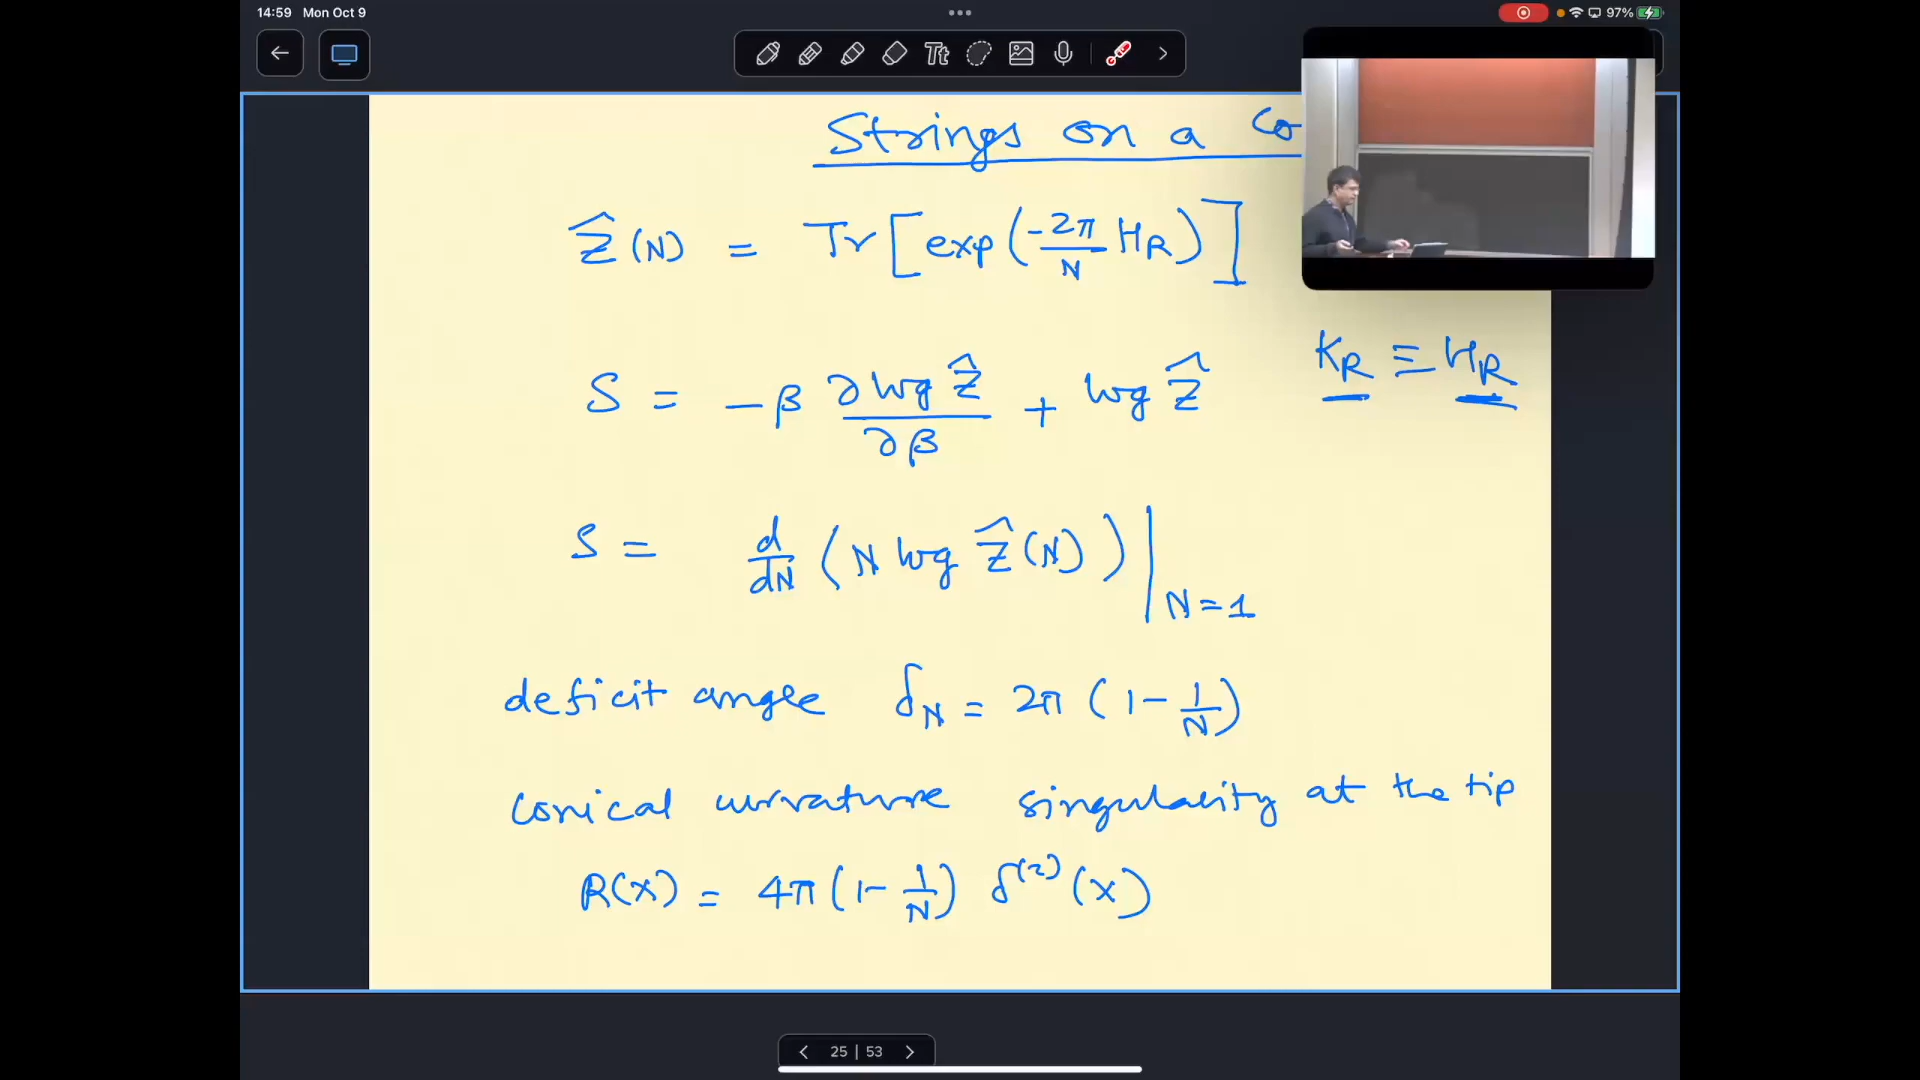 14:59 Mon Oct 9
97%
Tt
Strings on a Co
Ẑ(N) = Tr[exp(-2π/N H_R)]
K_R ≡ H_R
S = -β ∂ log Ẑ/∂β + log Ẑ
S = d/dN (N log Ẑ(N))|_{N=1}
deficit angle δ_N = 2π(1-1/N)
conical curvature singularity at the tip
R(X) = 4π(1-1/N) δ^{(2)}(X)
25 | 53